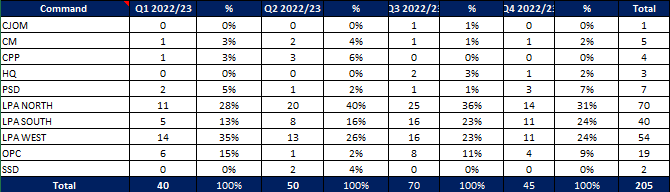 Command Q1 2022/23 % Q2 2022/23 % Q3 2022/23 % Q4 2022/23 % Total
CJOM 0 0% 0 0% 1 1% 0 0% 1
CM 1 3% 2 4% 1 1% 1 2% 5
CPP 1 3% 3 6% 0 0% 0 0% 4
HQ 0 0% 0 0% 2 3% 1 2% 3
PSD 2 5% 1 2% 1 1% 3 7% 7
LPA NORTH 11 28% 20 40% 25 36% 14 31% 70
LPA SOUTH 5 13% 8 16% 16 23% 11 24% 40
LPA WEST 14 35% 13 26% 16 23% 11 24% 54
OPC 6 15% 1 2% 8 11% 4 9% 19
SSD 0 0% 2 4% 0 0% 0 0% 2
Total 40 100% 50 100% 70 100% 45 100% 205